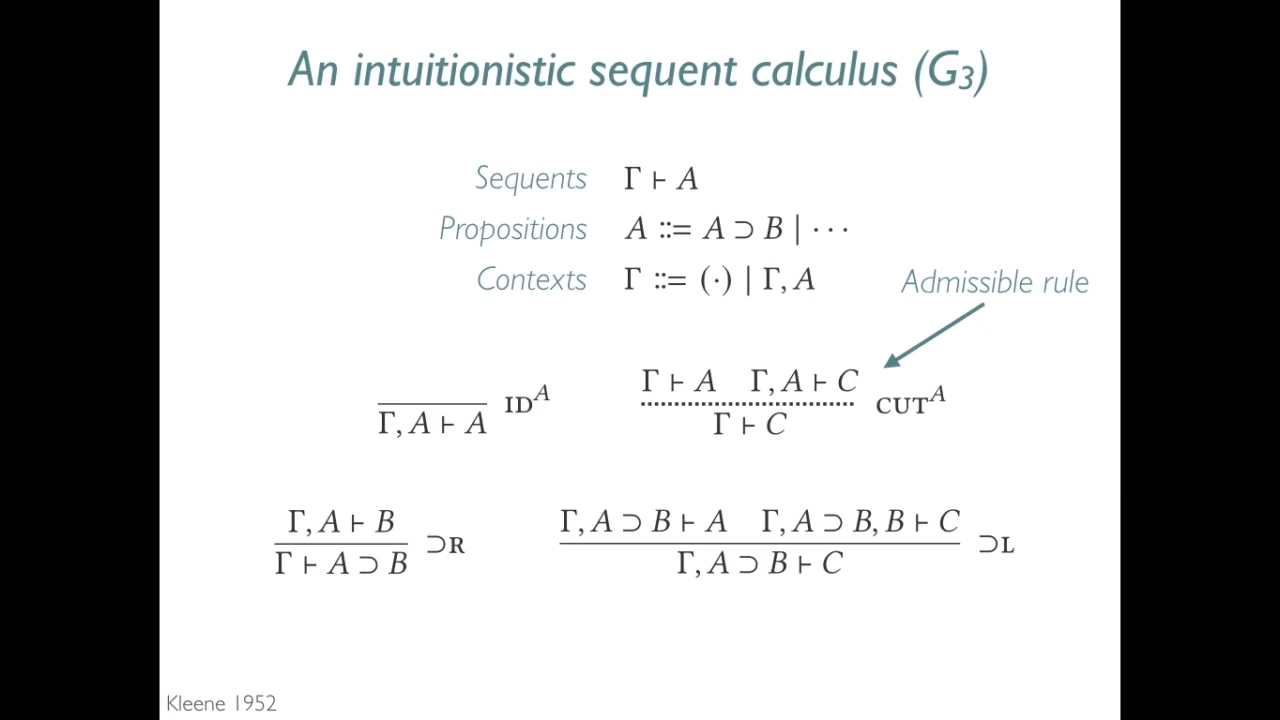 An intuitionistic sequent calculus (G₃)
Sequents Γ ⊢ A
Propositions A ::= A ⊃ B | ···
Contexts Γ ::= (·) | Γ, A
Admissible rule
Γ ⊢ A Γ, A ⊢ C
Γ, A ⊢ A ID^A
Γ ⊢ C CUT^A
Γ, A ⊢ B
Γ ⊢ A ⊃ B ⊃R
Γ, A ⊃ B ⊢ A Γ, A ⊃ B, B ⊢ C
Γ, A ⊃ B ⊢ C ⊃L
Kleene 1952